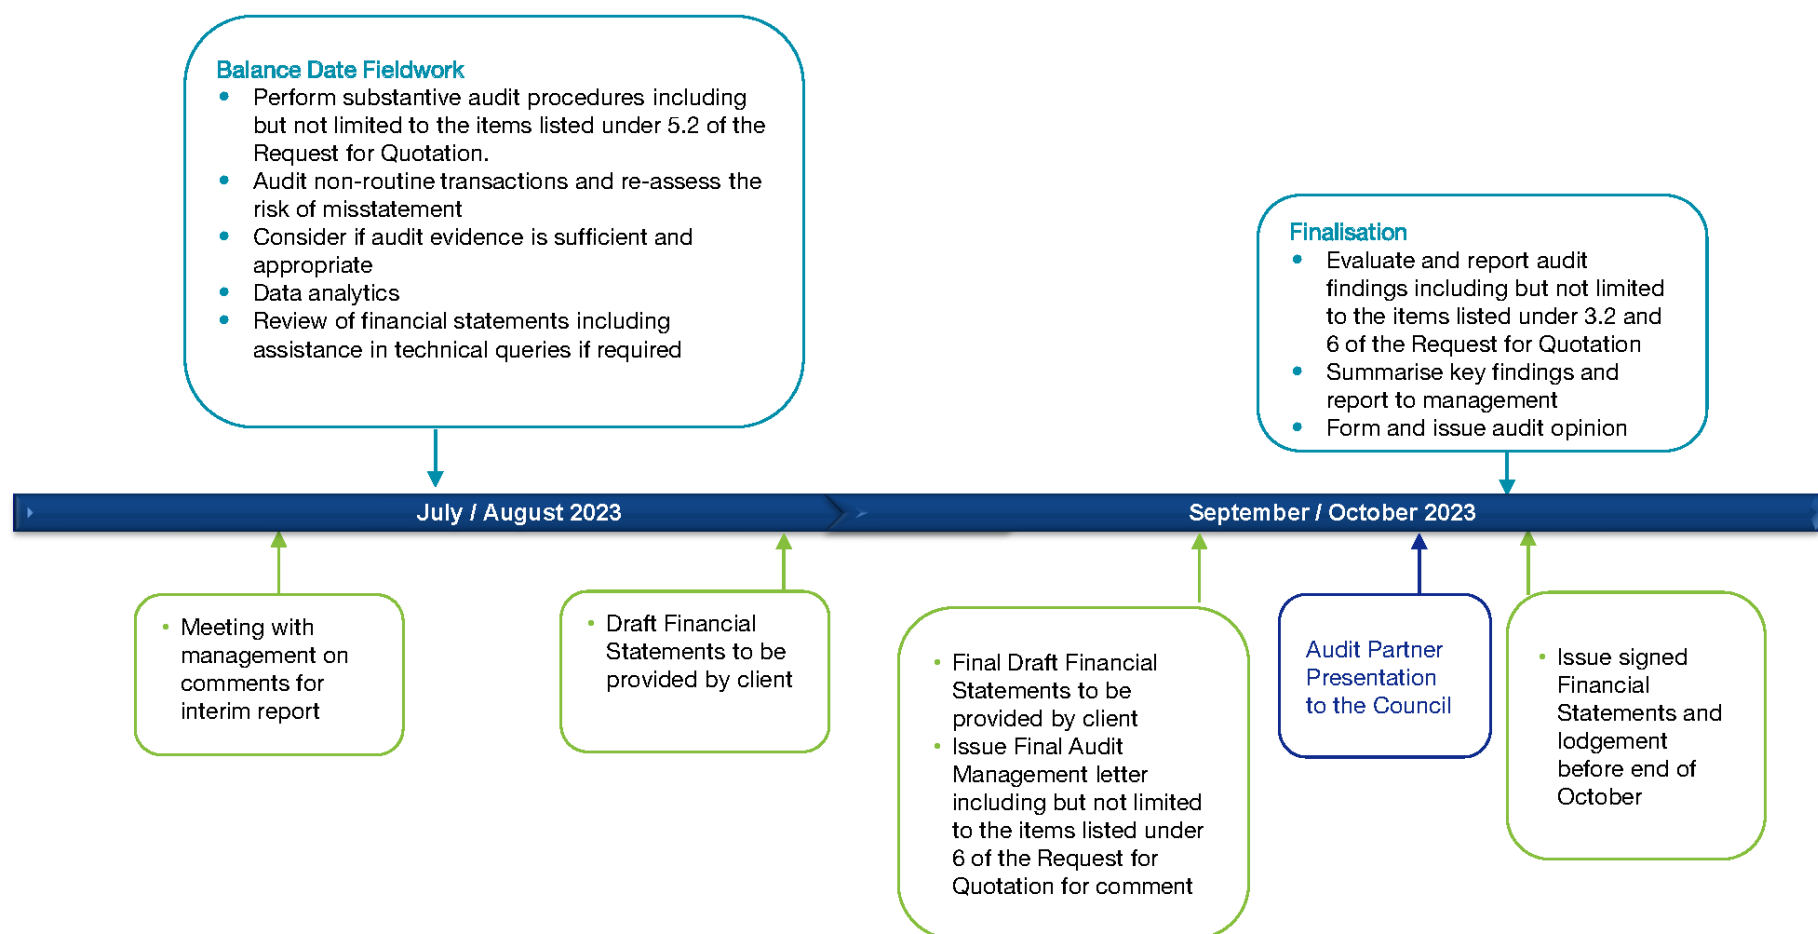 Balance Date Fieldwork
• Perform substantive audit procedures including
but not limited to the items listed under 5.2 of the
Request for Quotation.
• Audit non-routine transactions and re-assess the
risk of misstatement
• Consider if audit evidence is sufficient and
appropriate
• Data analytics
• Review of financial statements including
assistance in technical queries if required
Finalisation
• Evaluate and report audit
findings including but not limited
to the items listed under 3.2 and
6 of the Request for Quotation
• Summarise key findings and
report to management
• Form and issue audit opinion
July / August 2023
September / October 2023
• Meeting with
management on
comments for
interim report
• Draft Financial
Statements to be
provided by client
• Final Draft Financial
Statements to be
provided by client
• Issue Final Audit
Management letter
including but not limited
to the items listed under
6 of the Request for
Quotation for comment
Audit Partner
Presentation
to the Council
• Issue signed
Financial
Statements and
lodgement
before end of
October